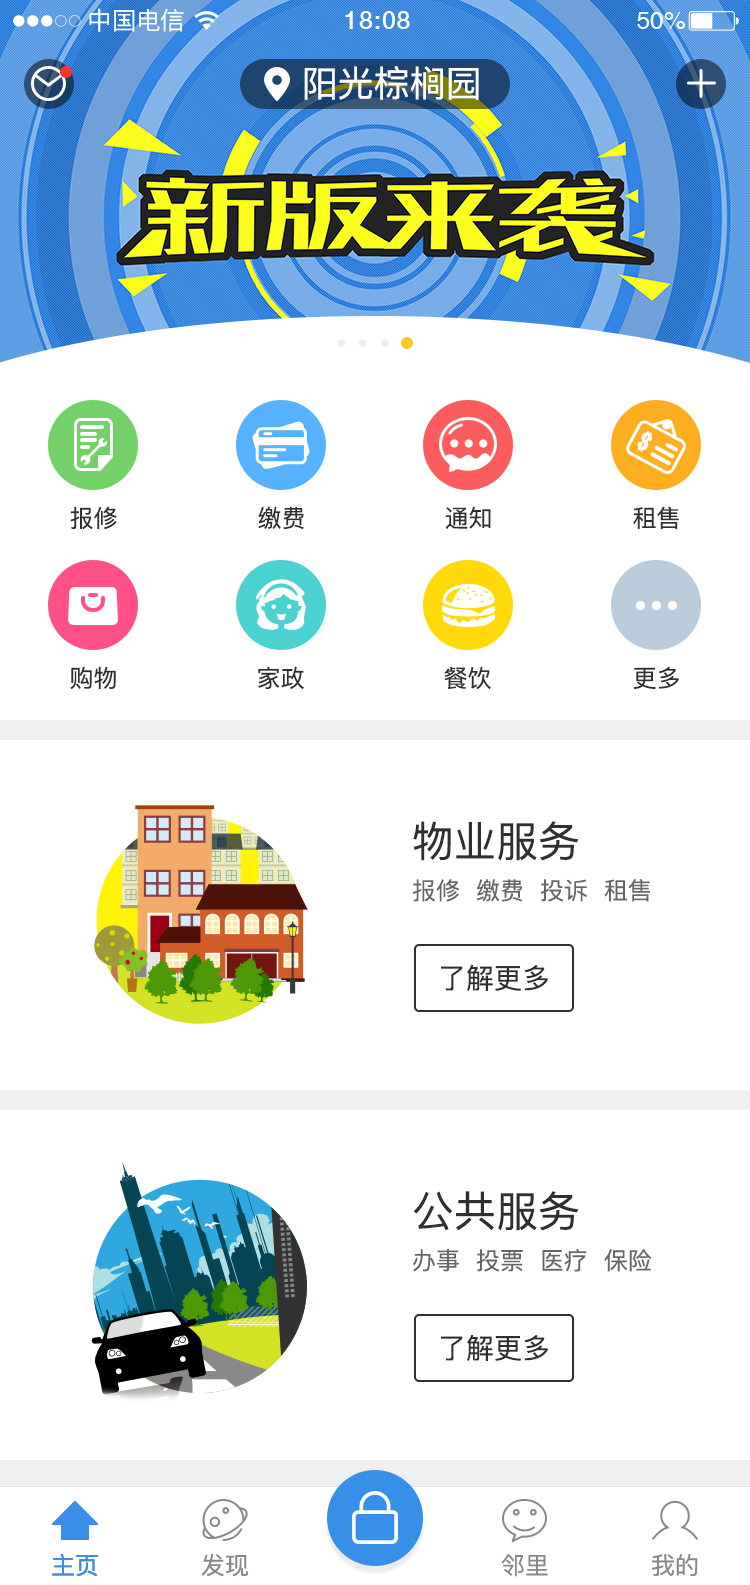 中国电信 18:08 50%
阳光棕榈园
新版来袭
报修 缴费 通知 租售
购物 家政 餐饮 更多
物业服务
报修 缴费 投诉 租售
了解更多
公共服务
办事 投票 医疗 保险
了解更多
主页 发现 邻里 我的